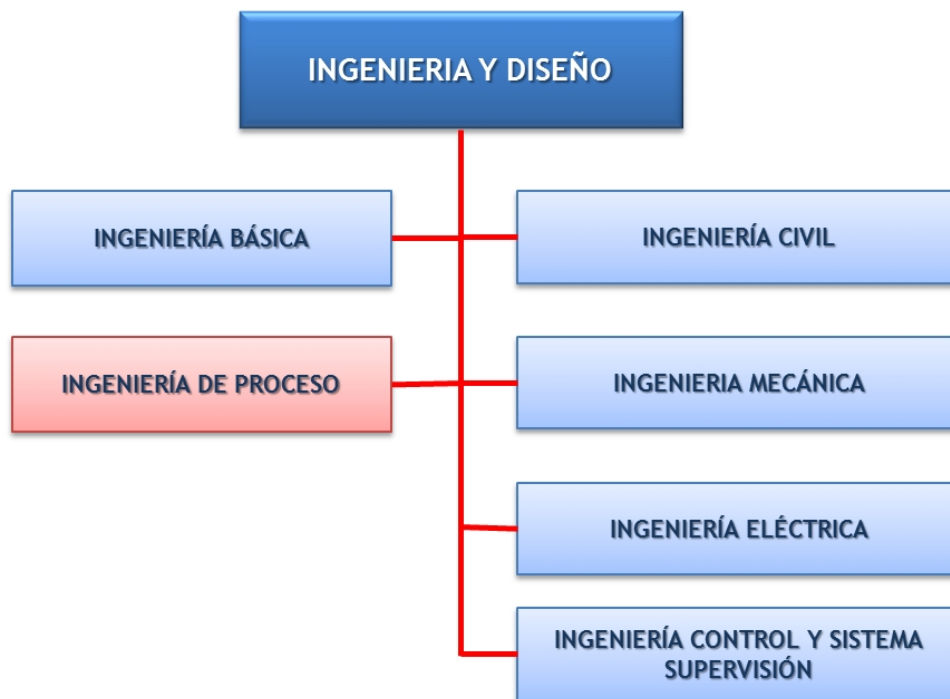 INGENIERIA Y DISEÑO
INGENIERÍA BÁSICA
INGENIERÍA CIVIL
INGENIERÍA DE PROCESO
INGENIERIA MECÁNICA
INGENIERÍA ELÉCTRICA
INGENIERÍA CONTROL Y SISTEMA
SUPERVISIÓN